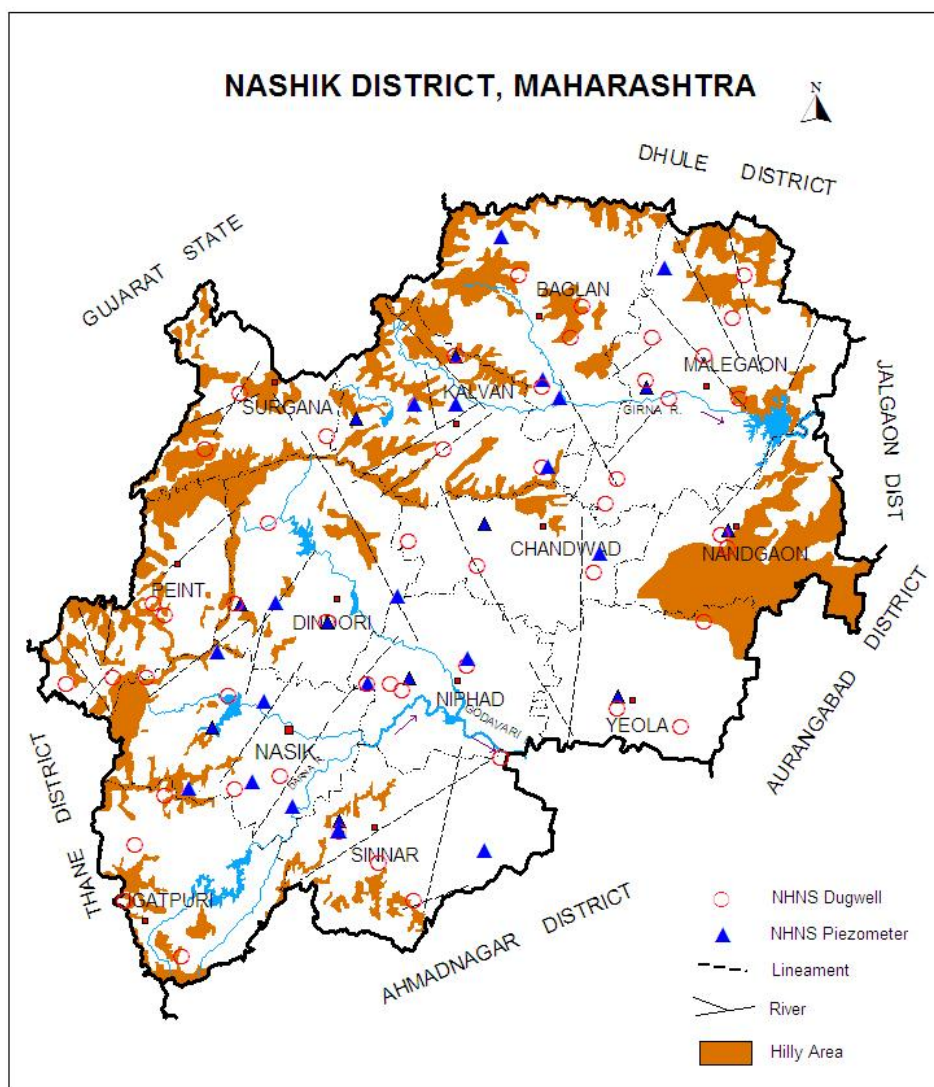 NASHIK DISTRICT, MAHARASHTRA
N
DHULE DISTRICT
GUJARAT STATE
BAGLAN
MALEGAON
KALVAN
SURGANA
GIRNA R.
JALGAON DIST
CHANDWAD
NANDGAON
PEINT
DINDORI
NIPHAD
GODAVARI
YEOLA
AURANGABAD DISTRICT
NASIK
THANE DISTRICT
SINNAR
IGATPURI
AHMADNAGAR DISTRICT
NHNS Dugwell
NHNS Piezometer
Lineament
River
Hilly Area